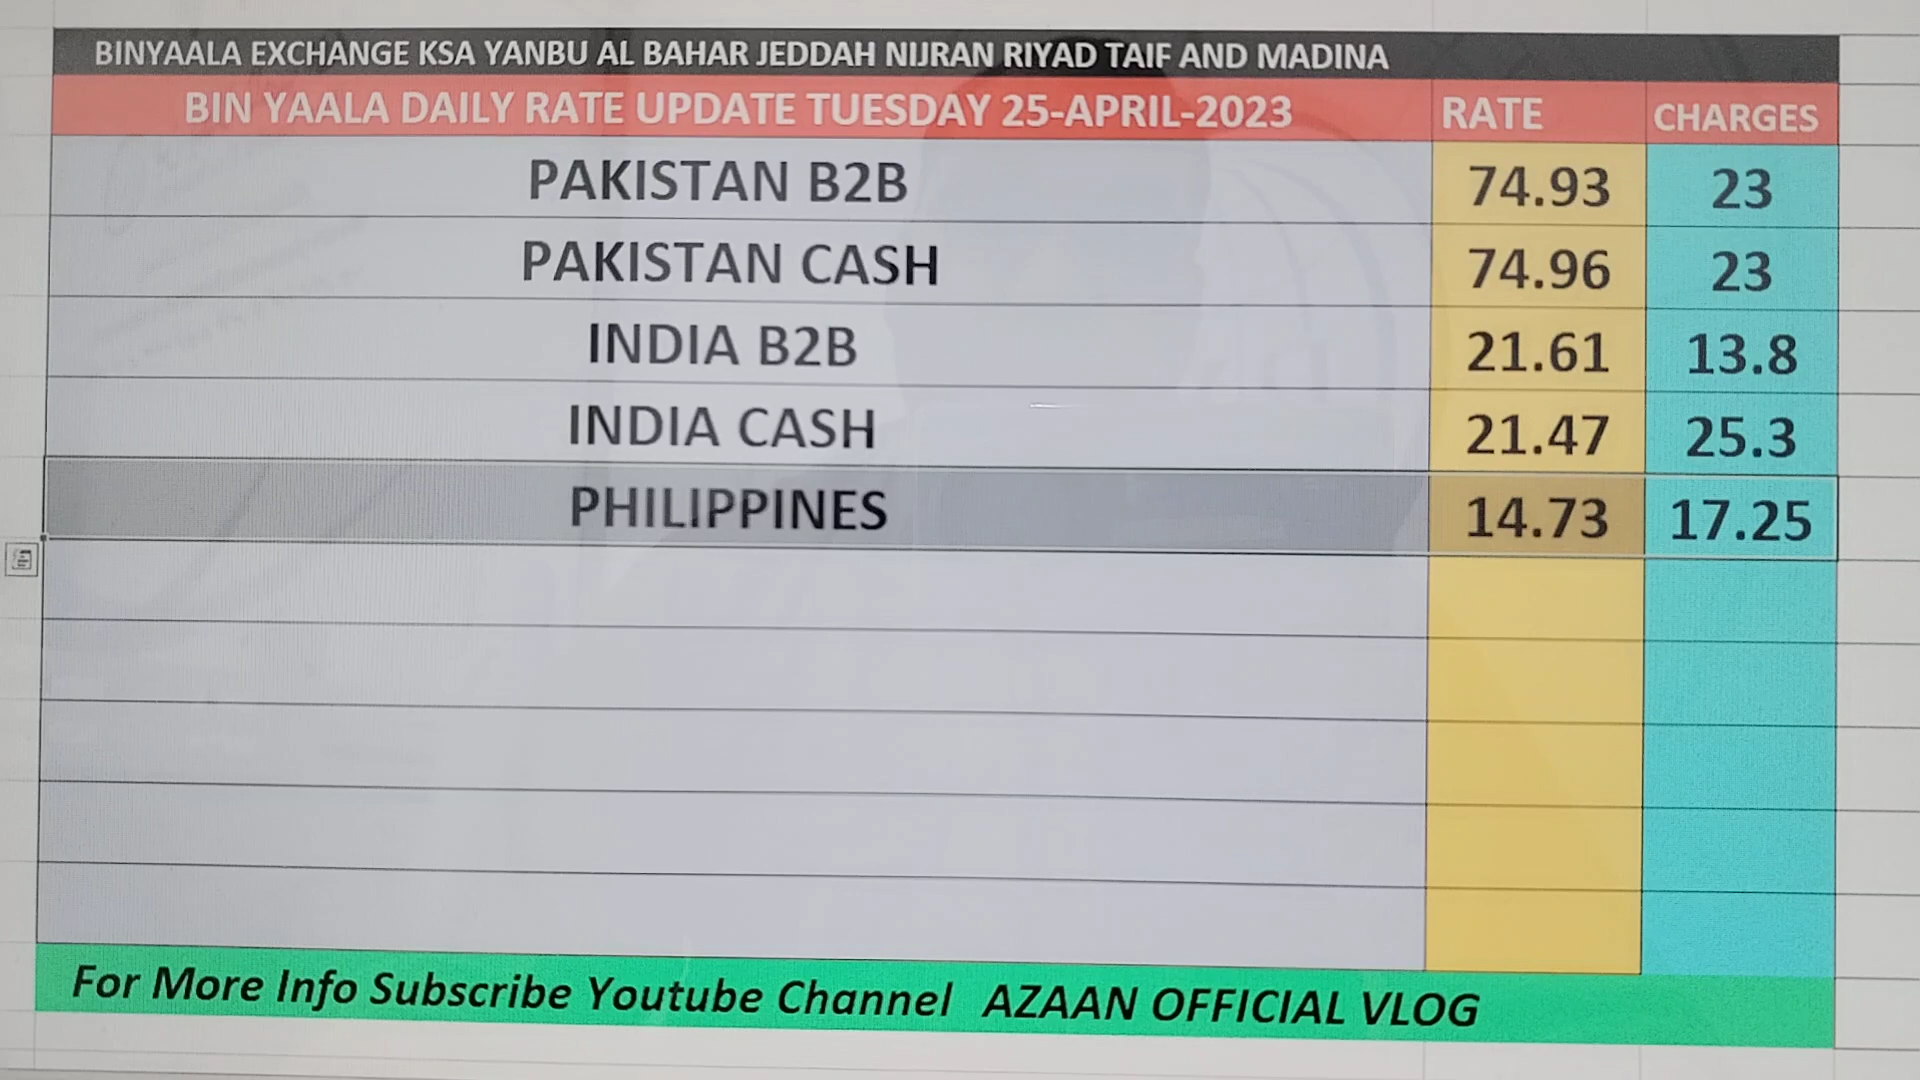 BINYAALA EXCHANGE KSA YANBU AL BAHAR JEDDAH NIJRAN RIYAD TAIF AND MADINA
BIN YAALA DAILY RATE UPDATE TUESDAY 25-APRIL-2023 RATE CHARGES
PAKISTAN B2B 74.93 23
PAKISTAN CASH 74.96 23
INDIA B2B 21.61 13.8
INDIA CASH 21.47 25.3
PHILIPPINES 14.73 17.25
For More Info Subscribe Youtube Channel AZAAN OFFICIAL VLOG